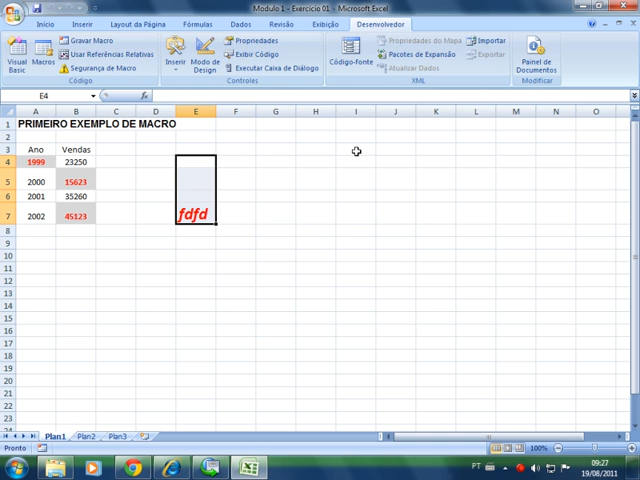 Modulo 1 - Exercício 01 - Microsoft Excel
Início Inserir Layout da Página Fórmulas Dados Revisão Exibição Desenvolvedor
Visual Basic
Macros
Gravar Macro
Usar Referências Relativas
Segurança de Macro
Código
Inserir
Modo de Design
Propriedades
Exibir Código
Executar Caixa de Diálogo
Controles
Código-Fonte
Propriedades do Mapa
Pacotes de Expansão
Atualizar Dados
Importar
Exportar
XML
Painel de Documentos
Modificar
E4
fx
A B C D E F G H I J K L M N O
1 PRIMEIRO EXEMPLO DE MACRO
2
3 Ano Vendas
4 1999 23250
5 2000 15623
6 2001 35260
7 2002 45123 fdfd
8
9
10
11
12
13
14
15
16
17
18
19
20
21
22
23
24
Plan1 Plan2 Plan3
Pronto 100%
PT 09:27
19/08/2011